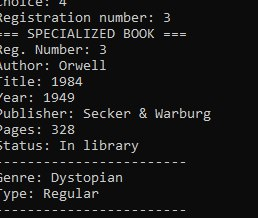 Choice: 4
Registration number: 3
=== SPECIALIZED BOOK ===
Reg. Number: 3
Author: Orwell
Title: 1984
Year: 1949
Publisher: Secker & Warburg
Pages: 328
Status: In library
------------------------
Genre: Dystopian
Type: Regular
------------------------